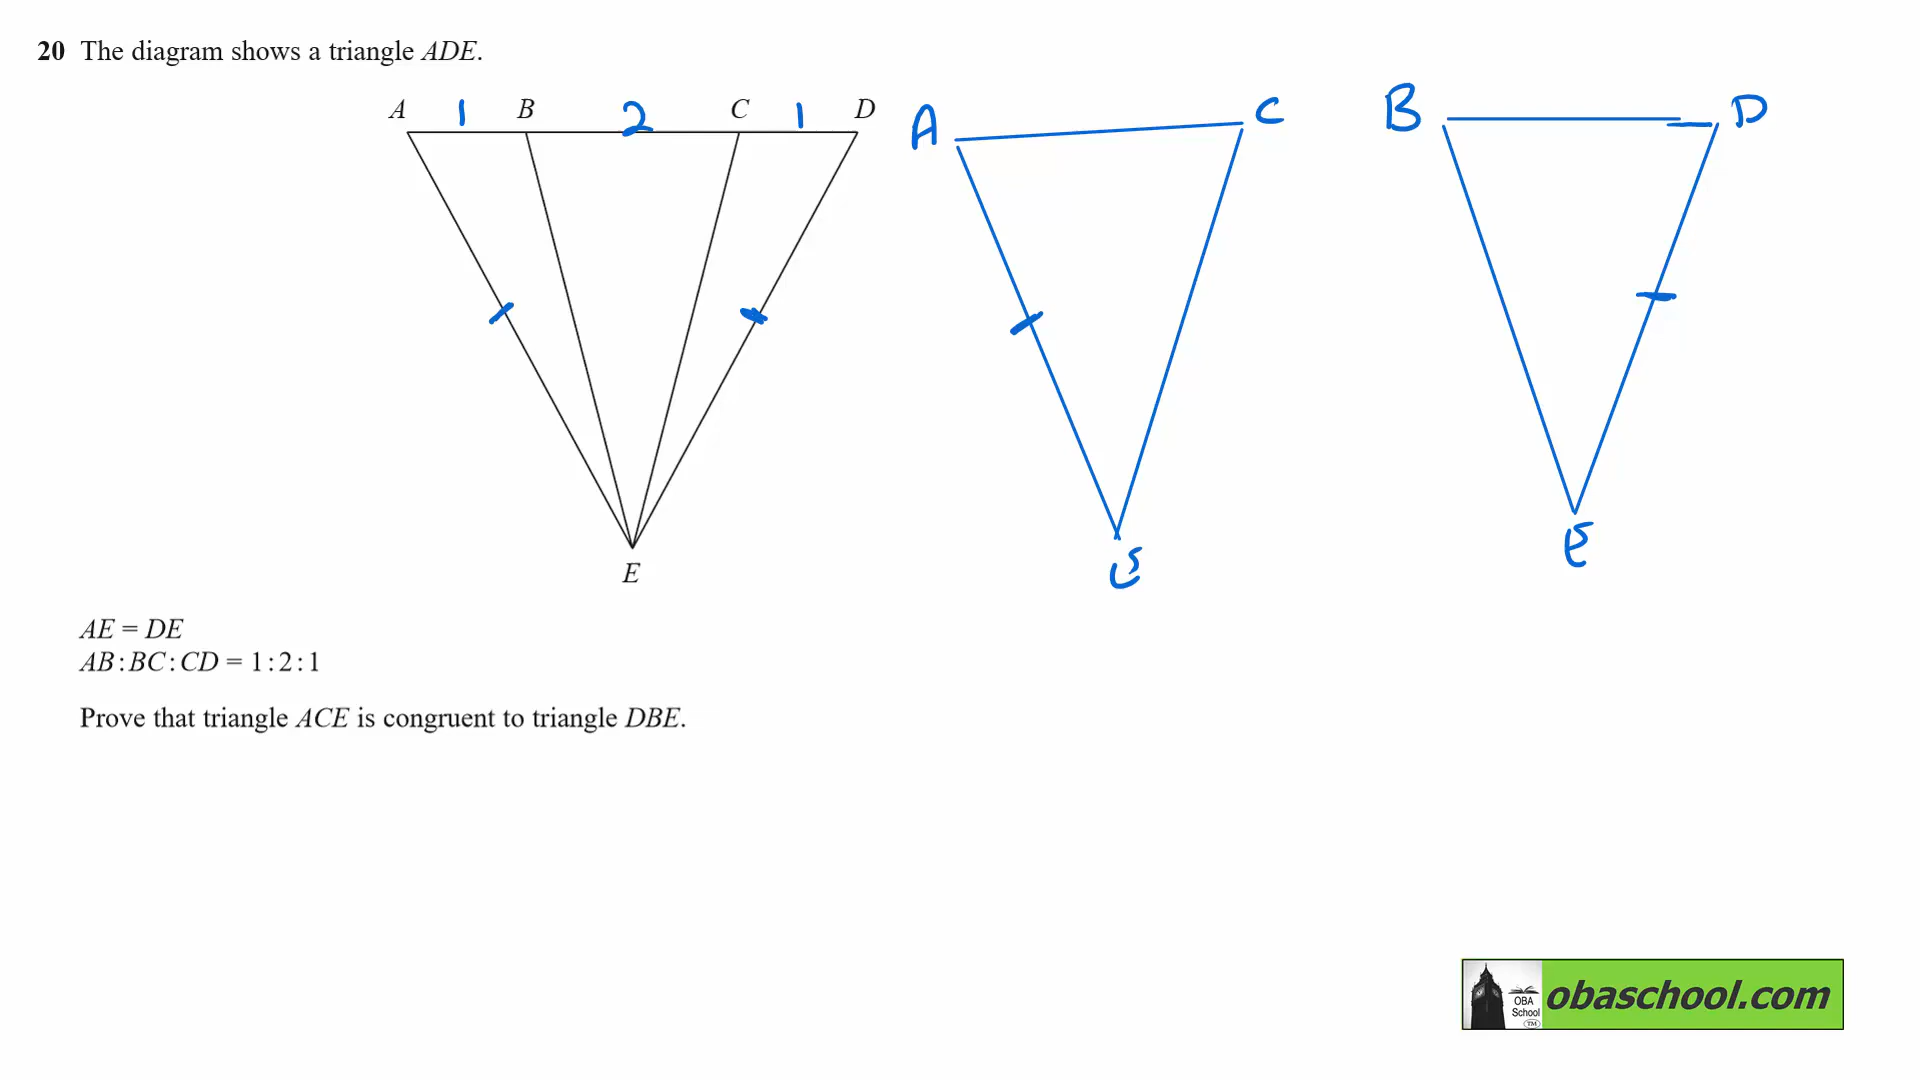 20 The diagram shows a triangle ADE.
A 1 B 2 C 1 D
E
A C
E
B D
E
AE = DE
AB : BC : CD = 1 : 2 : 1
Prove that triangle ACE is congruent to triangle DBE.
OBA
School
TM
obaschool.com